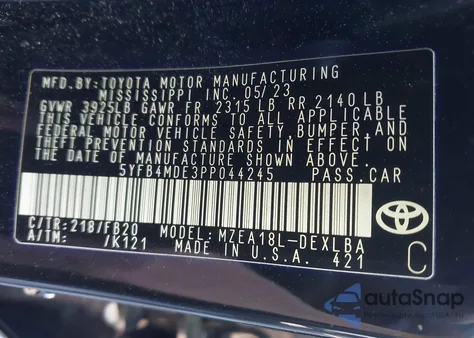 MFD.BY:TOYOTA MOTOR MANUFACTURING
MISSISSIPPI INC.05/23
GVWR 3925LB GAWR FR 2315 LB RR 2140 LB
THIS VEHICLE CONFORMS TO ALL APPLICABLE
FEDERAL MOTOR VEHICLE SAFETY,BUMPER,AND
THEFT PREVENTION STANDARDS IN EFFECT ON
THE DATE OF MANUFACTURE SHOWN ABOVE.
5YFB4MDE3PP044245 PASS.CAR
C/TR:218/FB20 MODEL:MZEA18L-DEXLBA
A/TM: /K121 MADE IN U.S.A. 421
C
autoSnap